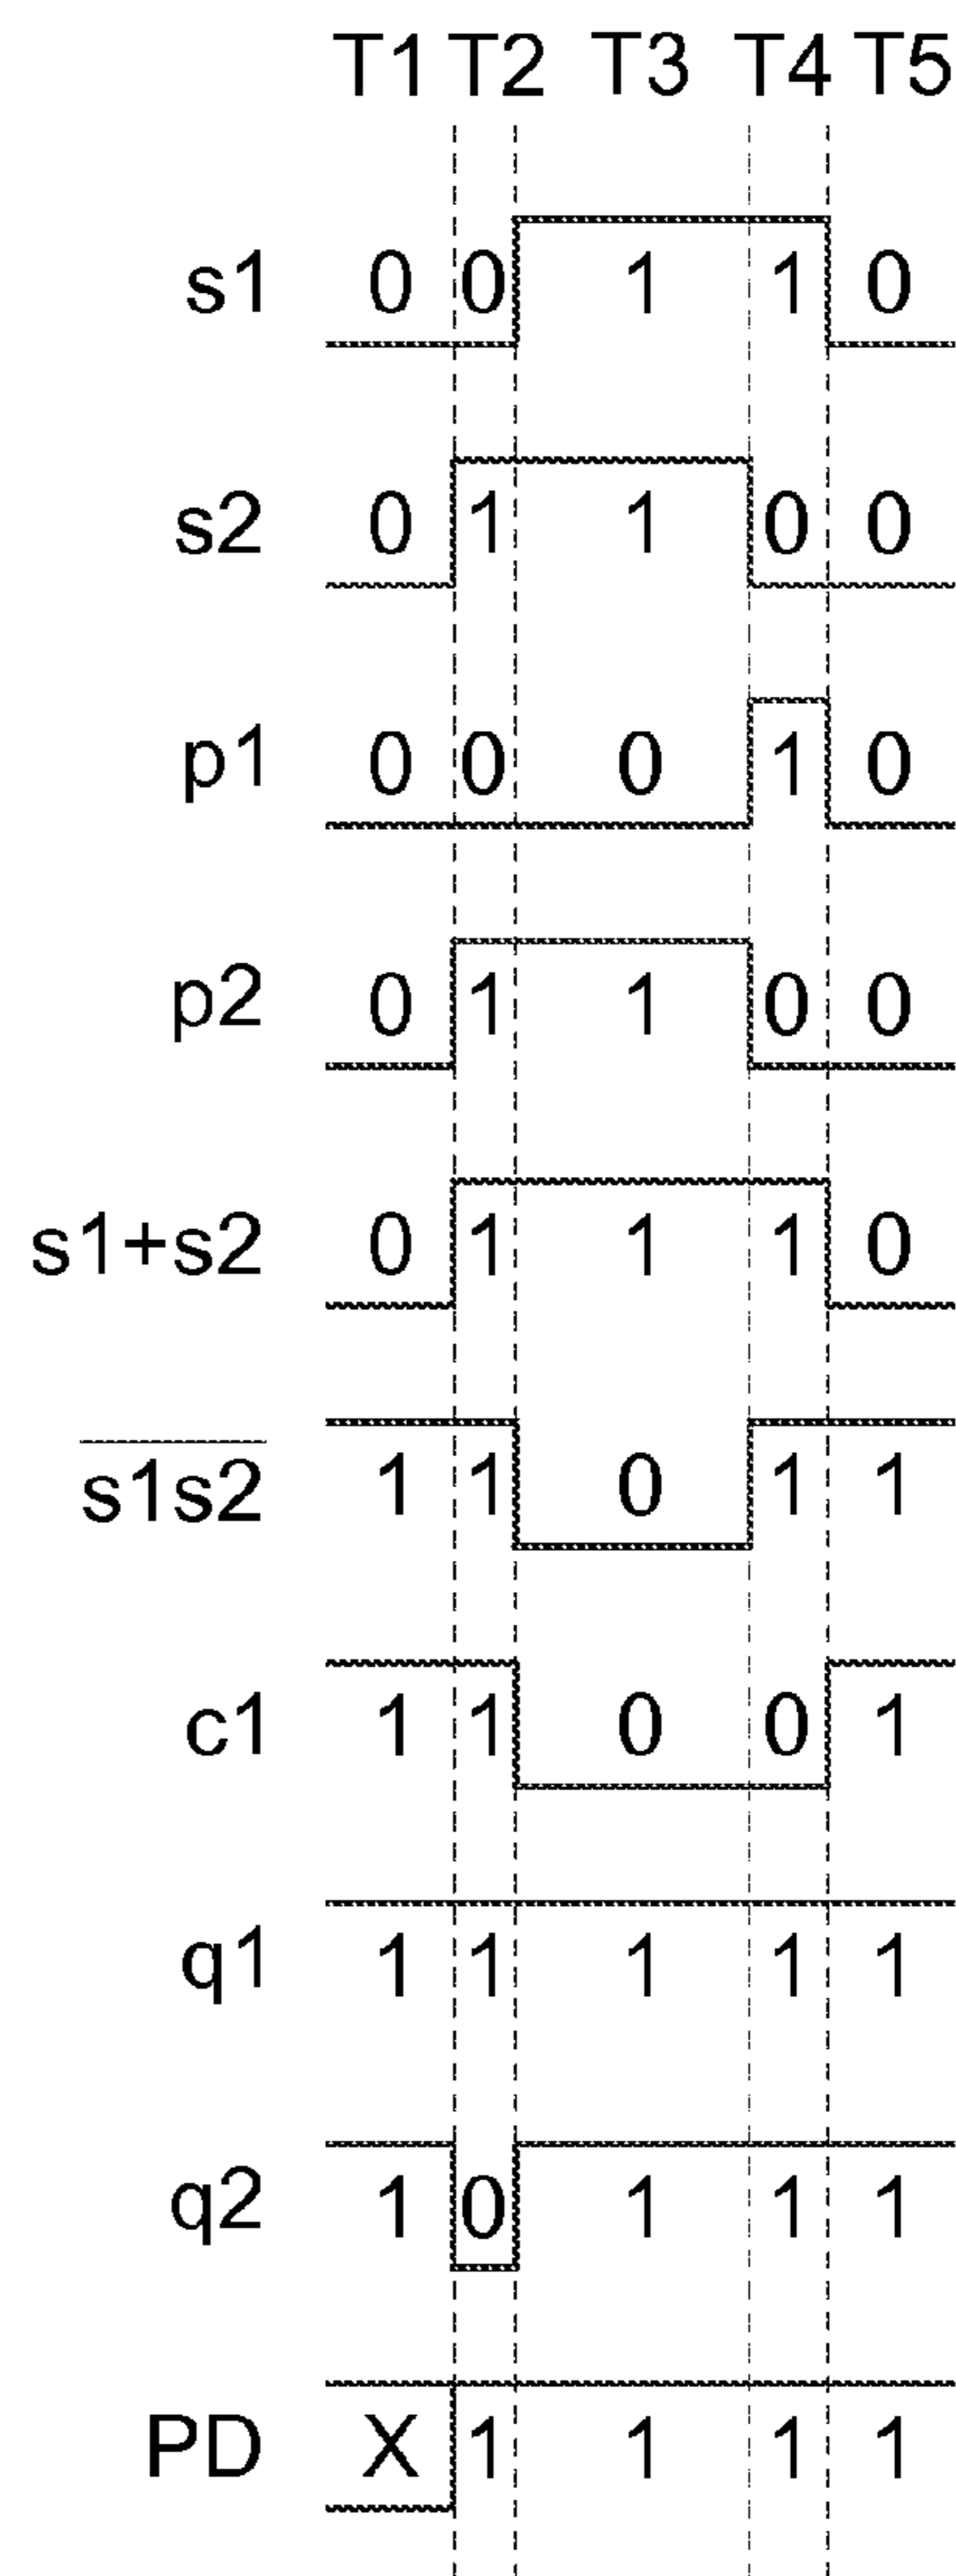 T1 T2 T3 T4 T5
s1 0 0 1 1 0
s2 0 1 1 0 0
p1 0 0 0 1 0
p2 0 1 1 0 0
s1+s2 0 1 1 1 0
s1s2 1 1 0 1 1
c1 1 1 0 0 1
q1 1 1 1 1 1
q2 1 0 1 1 1
PD X 1 1 1 1